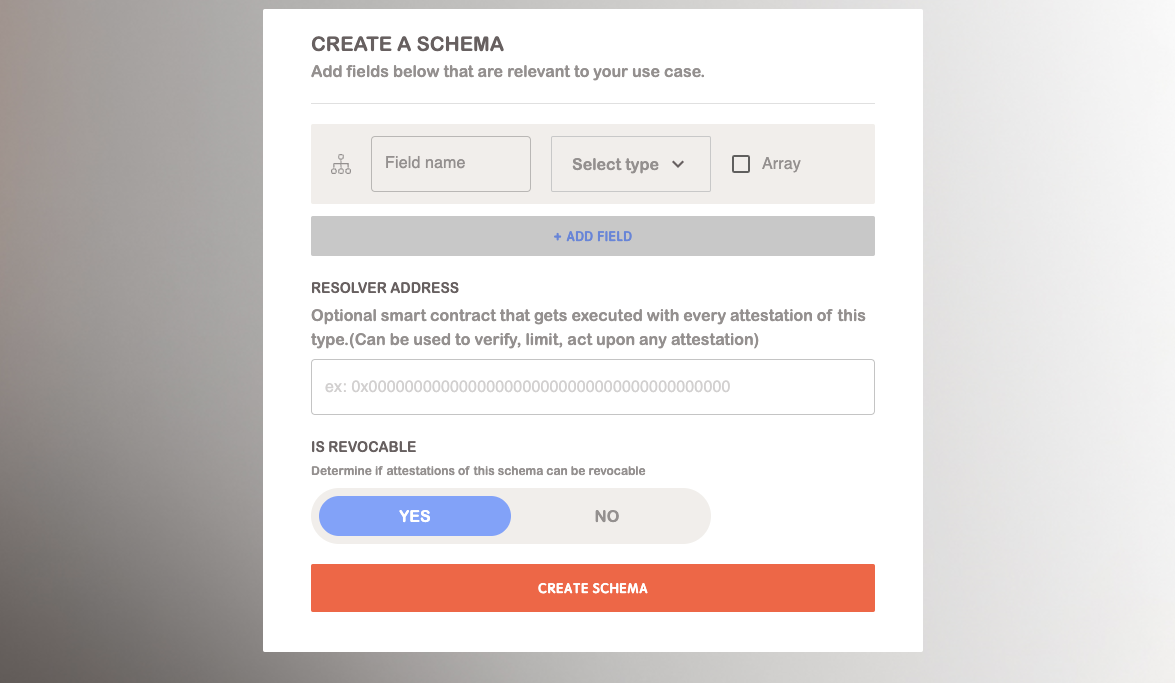 CREATE A SCHEMA
Add fields below that are relevant to your use case.
Field name
Select type
Array
+ ADD FIELD
RESOLVER ADDRESS
Optional smart contract that gets executed with every attestation of this
type.(Can be used to verify, limit, act upon any attestation)
ex: 0x0000000000000000000000000000000000000000
IS REVOCABLE
Determine if attestations of this schema can be revocable
YES
NO
CREATE SCHEMA